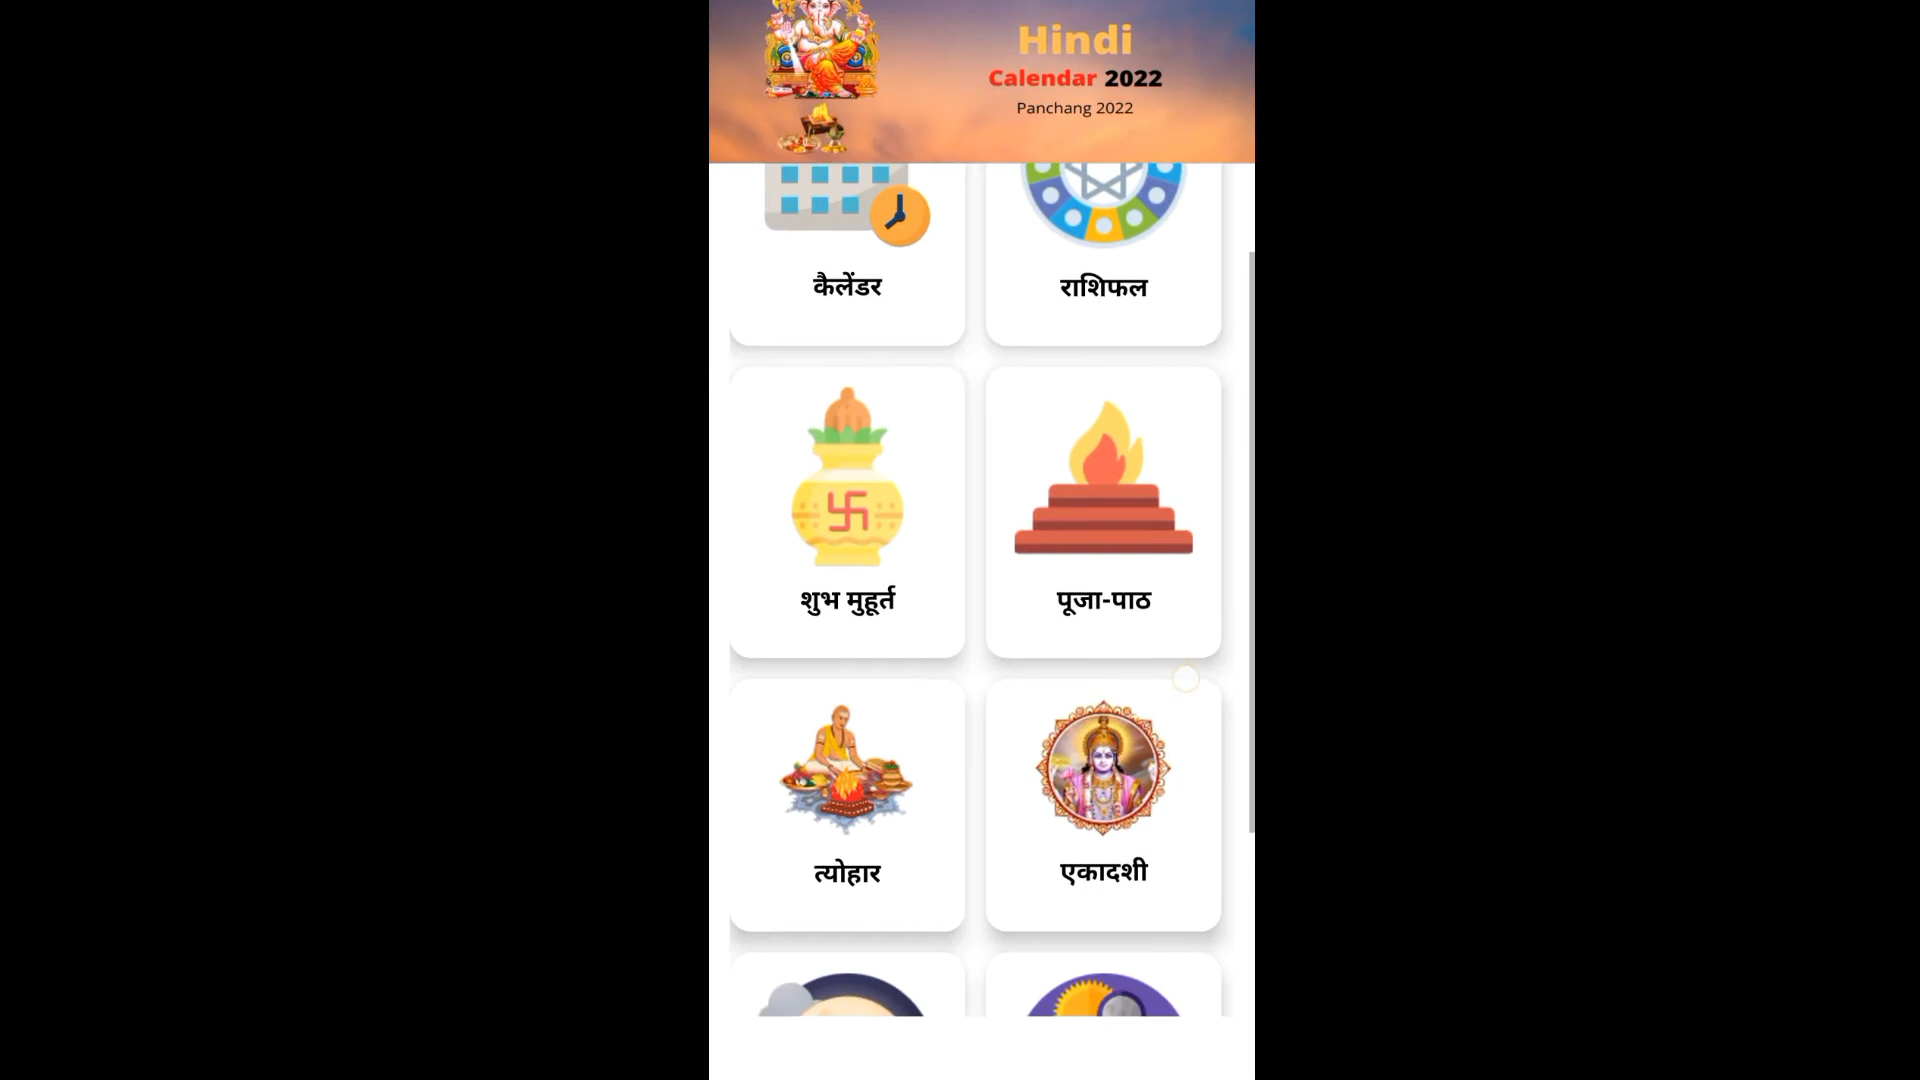 Hindi
Calendar 2022
Panchang 2022
कैलेंडर
राशिफल
शुभ मुहूर्त
पूजा-पाठ
त्योहार
एकादशी